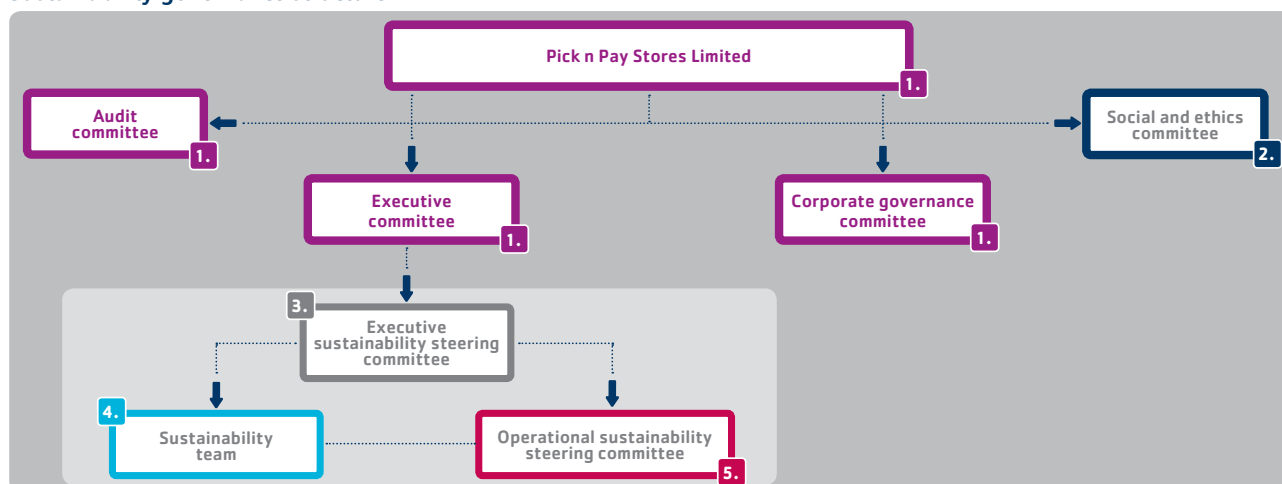 Pick n Pay Stores Limited
1.
Audit
committee
1.
Social and ethics
committee
2.
Executive
committee
1.
Corporate governance
committee
1.
3.
Executive
sustainability steering
committee
4.
Sustainability
team
Operational sustainability
steering committee
5.